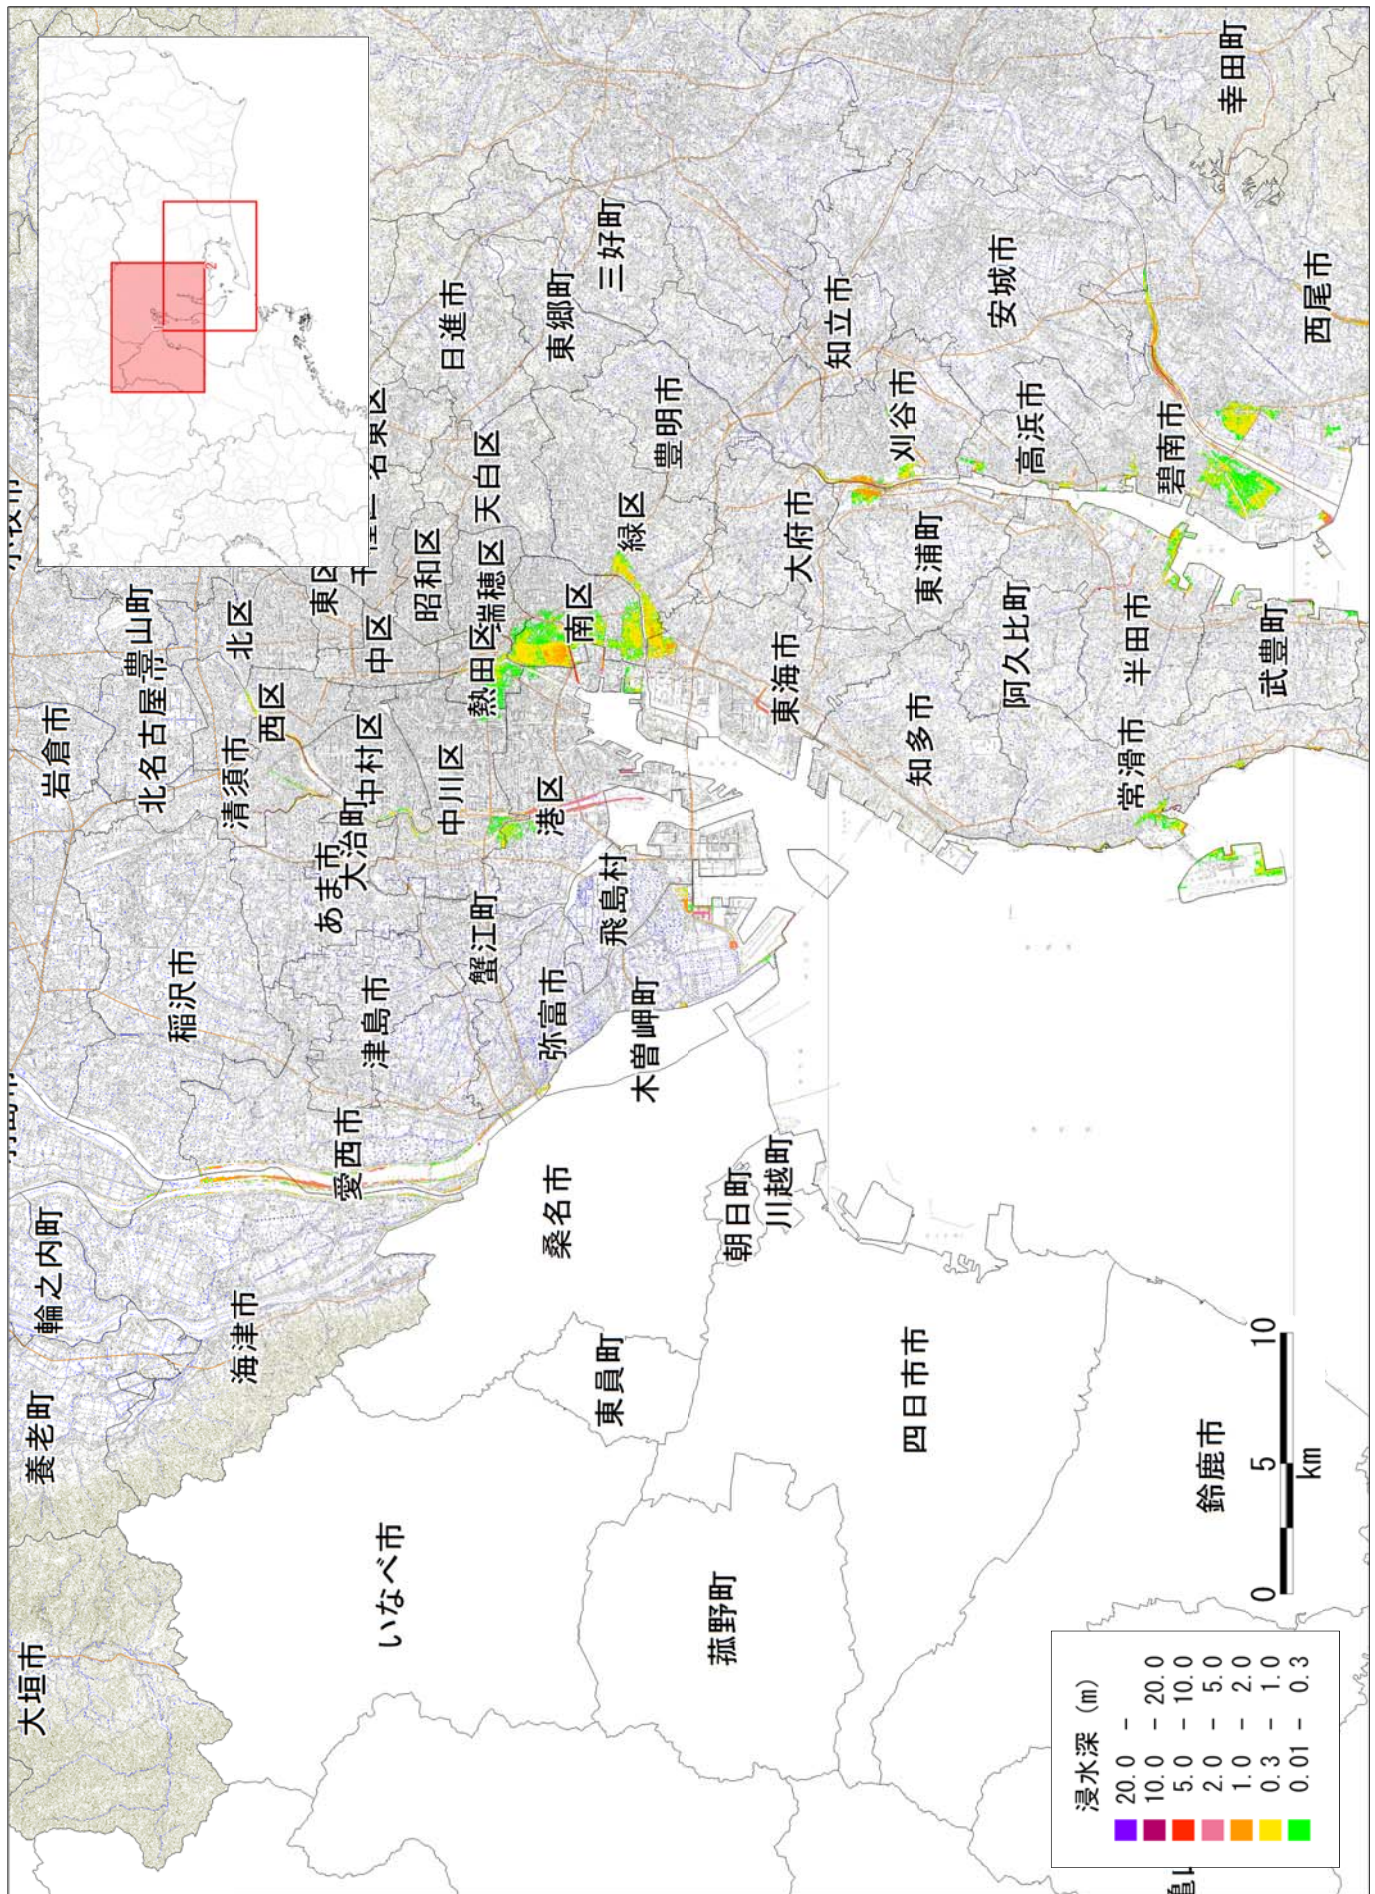 大垣市
養老町
輪之内町
海津市
愛西市
稲沢市
津島市
あま市
大治町
清須市
岩倉市
北名古屋市
豊山町
西区
北区
東区
中区
中村区
中川区
昭和区
熱田区
瑞穂区
天白区
日進市
東郷町
三好町
蟹江町
弥富市
飛島村
木曽岬町
港区
南区
緑区
豊明市
大府市
東海市
知多市
東浦町
阿久比町
刈谷市
知立市
安城市
高浜市
碧南市
半田市
常滑市
武豊町
西尾市
幸田町
桑名市
朝日町
川越町
東員町
いなべ市
菰野町
四日市市
鈴鹿市
0 5 10
km
浸水深 (m)
20.0 -
10.0 - 20.0
5.0 - 10.0
2.0 - 5.0
1.0 - 2.0
0.3 - 1.0
0.01 - 0.3